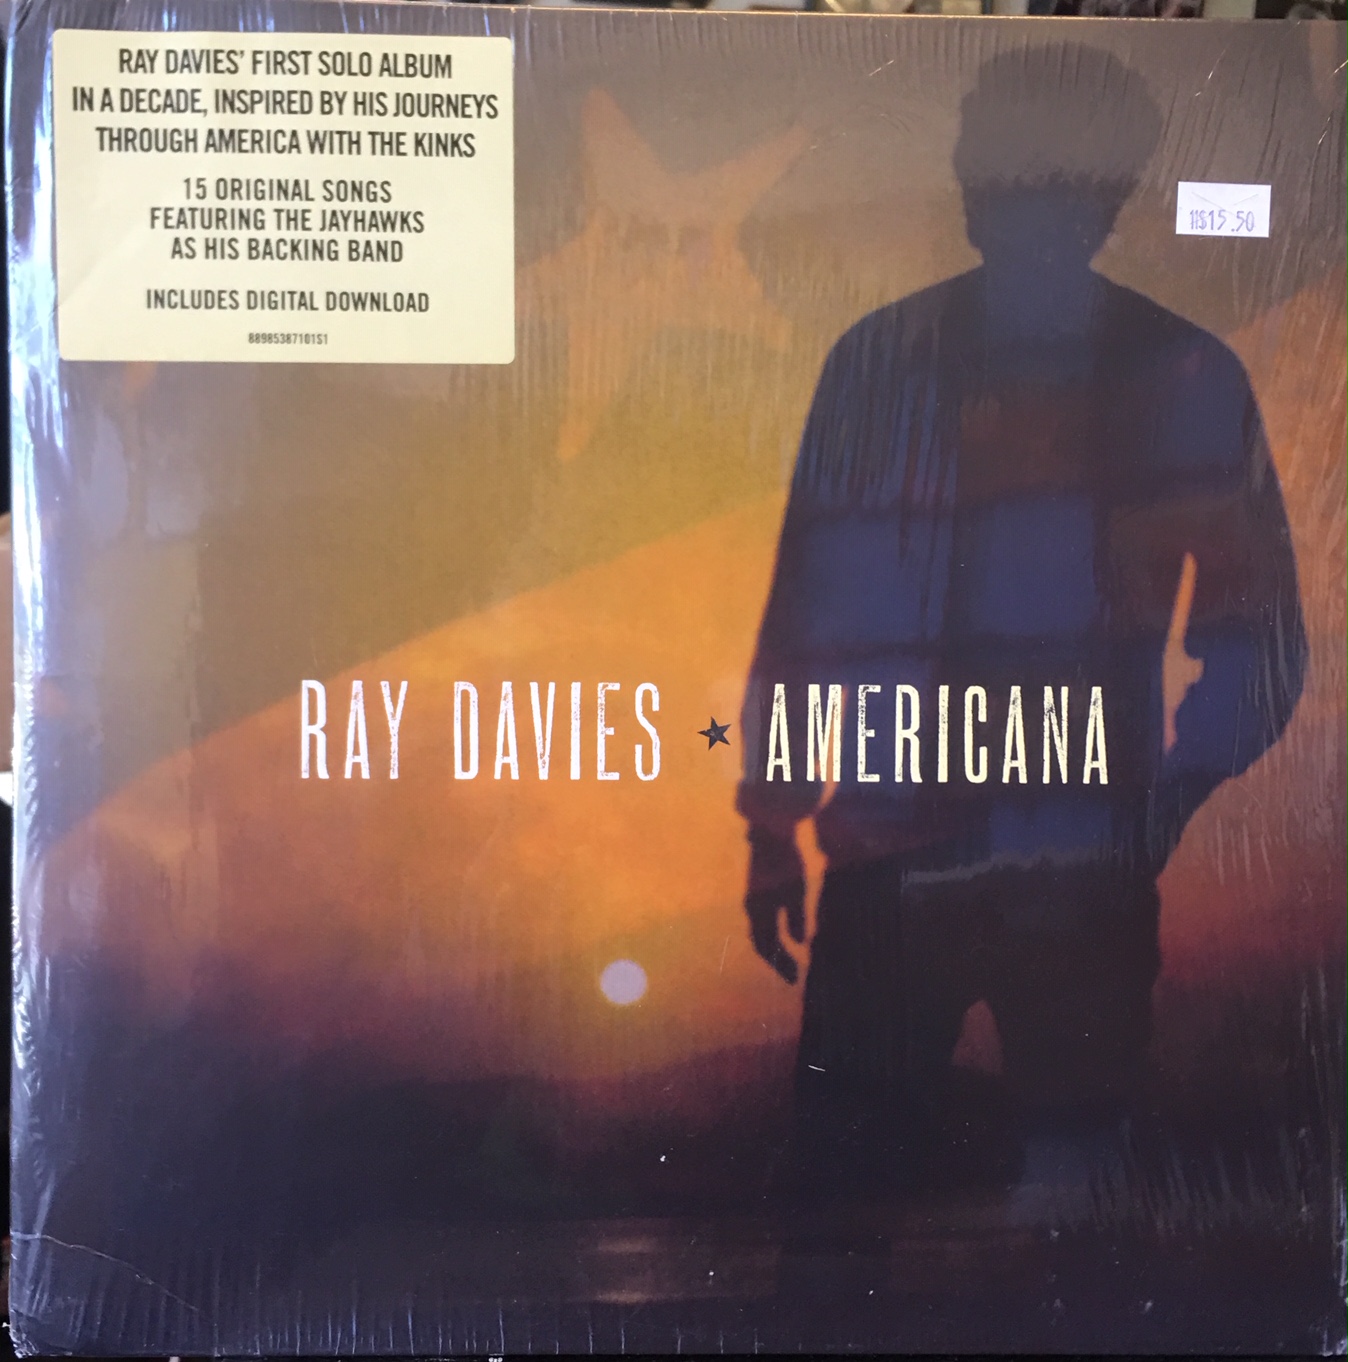 RAY DAVIES' FIRST SOLO ALBUM
IN A DECADE, INSPIRED BY HIS JOURNEYS
THROUGH AMERICA WITH THE KINKS
15 ORIGINAL SONGS
FEATURING THE JAYHAWKS
AS HIS BACKING BAND
INCLUDES DIGITAL DOWNLOAD
88985387101S1
$15.50
RAY DAVIES ★ AMERICANA